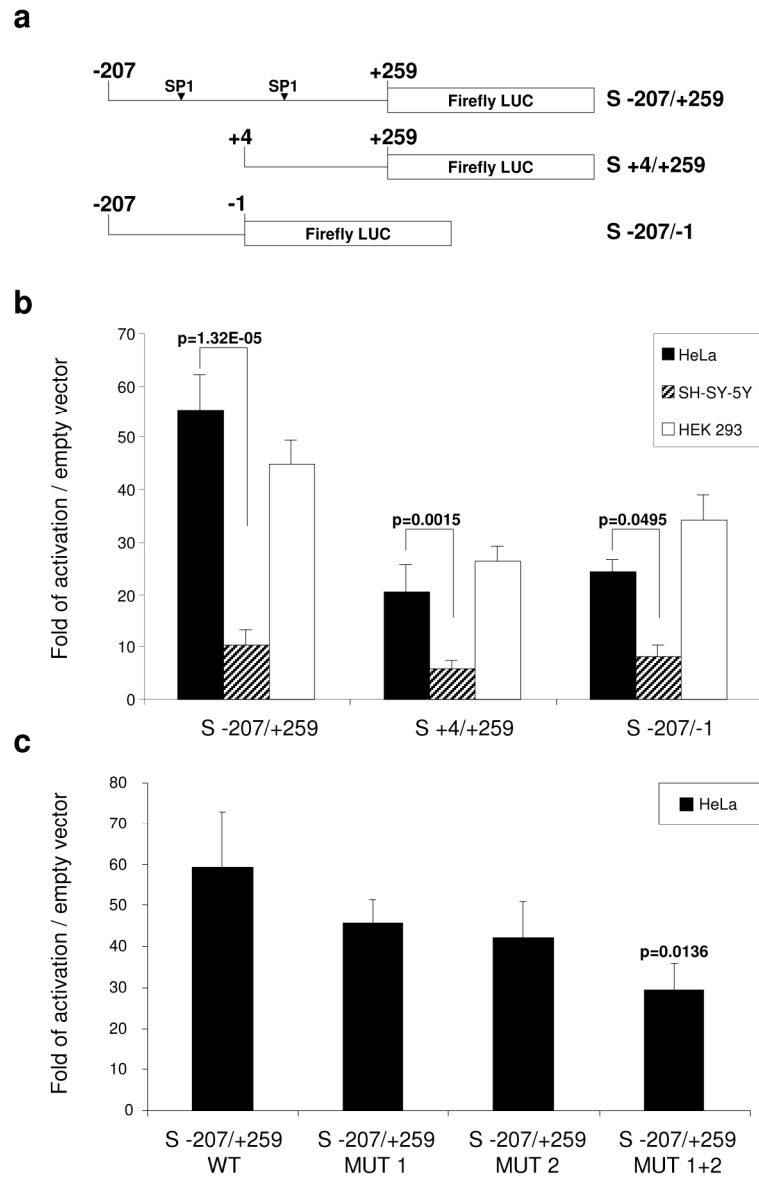 a
-207 SP1 SP1 +259
Firefly LUC S -207/+259
+4 +259
Firefly LUC S +4/+259
-207 -1
Firefly LUC S -207/-1
b
Fold of activation / empty vector
70
60
50
40
30
20
10
0
p=1.32E-05
p=0.0015
p=0.0495
HeLa
SH-SY-5Y
HEK 293
S -207/+259 S +4/+259 S -207/-1
c
Fold of activation / empty vector
80
70
60
50
40
30
20
10
0
HeLa
p=0.0136
S -207/+259 S -207/+259 S -207/+259 S -207/+259
WT MUT 1 MUT 2 MUT 1+2